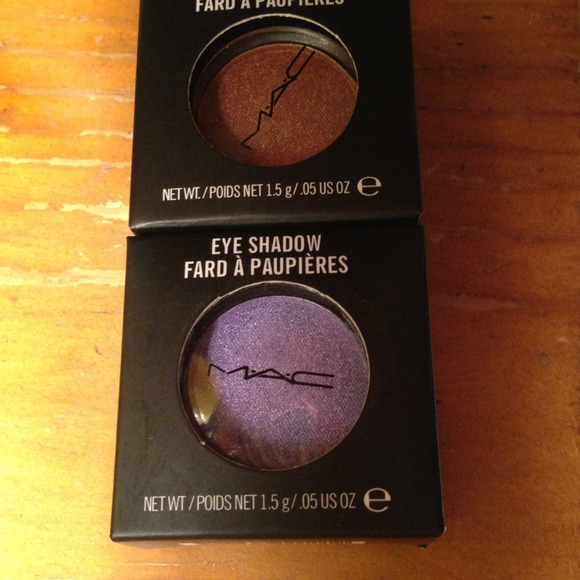 FARD À PAUPIÈRES
M·A·C
NET WT. / POIDS NET 1.5 g / .05 US OZ ℮
EYE SHADOW
FARD À PAUPIÈRES
M·A·C
NET WT / POIDS NET 1.5 g / .05 US OZ ℮